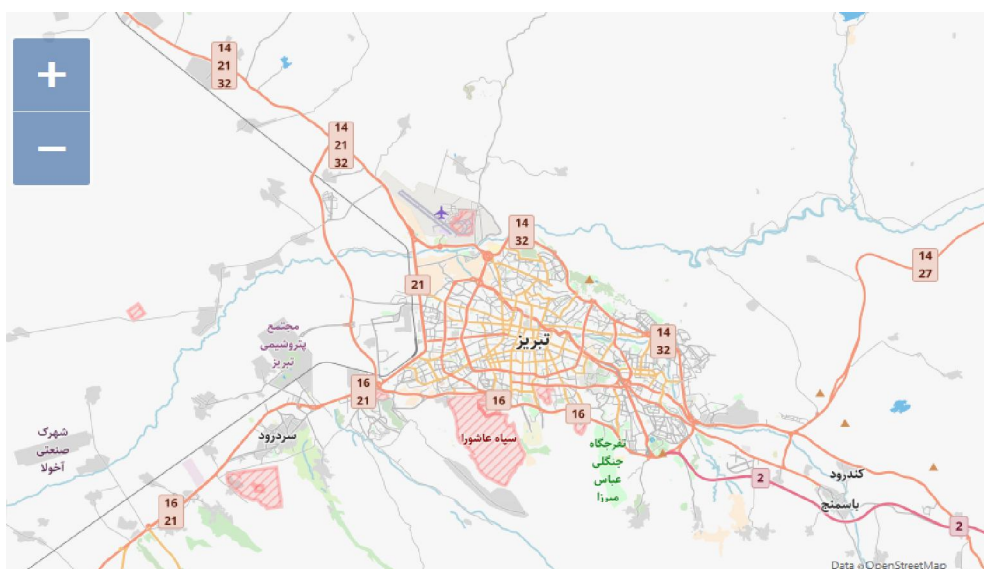 +
−
14
21
32
14
21
32
14
32
14
27
21
14
32
تبریز
مجتمع
پتروشیمی
تبریز
16
21
16
16
سپاه عاشورا
تفرجگاه
جنگلی
عباس
میرزا
سردرود
شهرک
صنعتی
آخولا
کندرود
باسمنج
2
16
21
2
Data ©OpenStreetMap